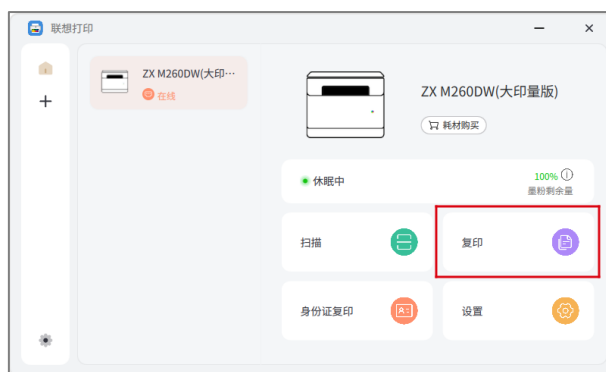 联想打印
ZX M260DW(大印···
在线
ZX M260DW(大印量版)
耗材购买
休眠中
100%
墨粉剩余量
扫描
复印
身份证复印
设置